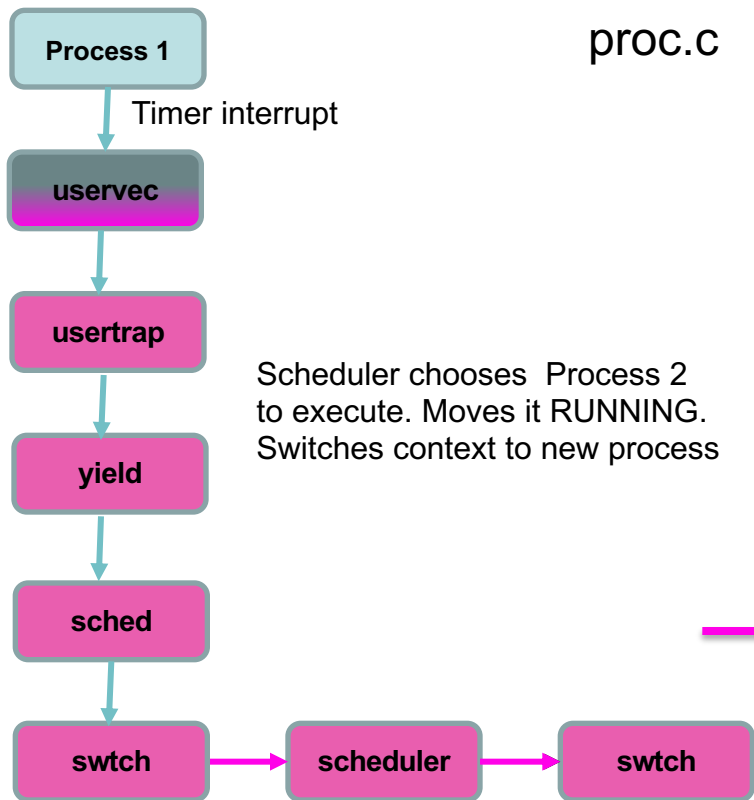 proc.c
Process 1
Timer interrupt
uservec
usertrap
Scheduler chooses  Process 2
to execute. Moves it RUNNING.
Switches context to new process
yield
sched
swtch
scheduler
swtch